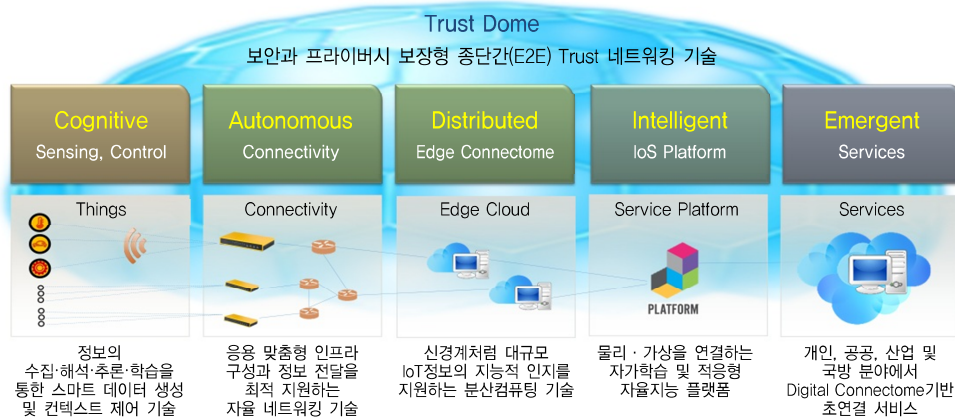 Trust Dome
보안과 프라이버시 보장형 종단간(E2E) Trust 네트워킹 기술
Cognitive
Sensing, Control
Autonomous
Connectivity
Distributed
Edge Connectome
Intelligent
IoS Platform
Emergent
Services
Things
Connectivity
Edge Cloud
Service Platform
Services
PLATFORM
정보의
수집·해석·추론·학습을
통한 스마트 데이터 생성
및 컨텍스트 제어 기술
응용 맞춤형 인프라
구성과 정보 전달을
최적 지원하는
자율 네트워킹 기술
신경계처럼 대규모
IoT정보의 지능적 인지를
지원하는 분산컴퓨팅 기술
물리·가상을 연결하는
자가학습 및 적응형
자율지능 플랫폼
개인, 공공, 산업 및
국방 분야에서
Digital Connectome기반
초연결 서비스